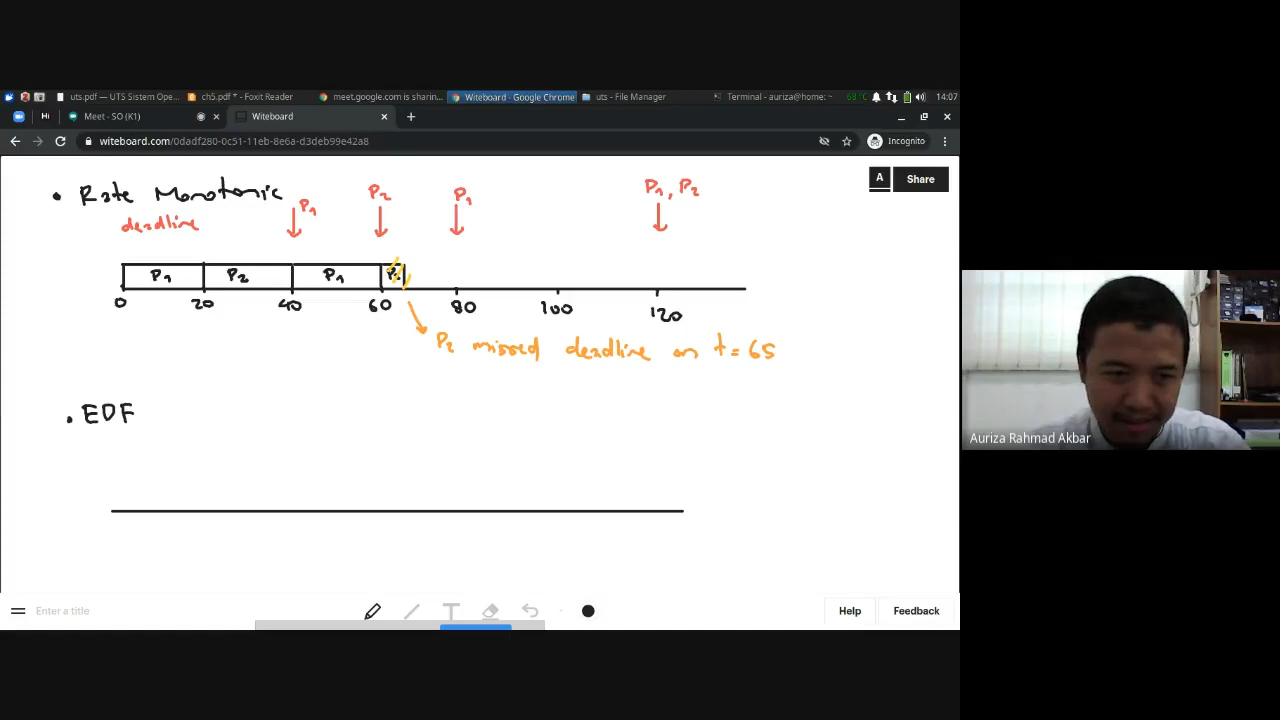 uts.pdf — UTS Sistem Ope... ch5.pdf * - Foxit Reader meet.google.com is sharin... Witeboard - Google Chrome uts - File Manager Terminal - auriza@home: ~ 68°C 14:07
Hi Meet - SO (K1) Witeboard
witeboard.com/0dadf280-0c51-11eb-8e6a-d3deb99e42a8 Incognito
A Share
• Rate Monotonic
deadline
P1 P2 P1 P1, P2
P1 P2 P1 P2
0 20 40 60 80 100 120
P2 missed deadline on t = 65
• EDF
Auriza Rahmad Akbar
Enter a title T Help Feedback